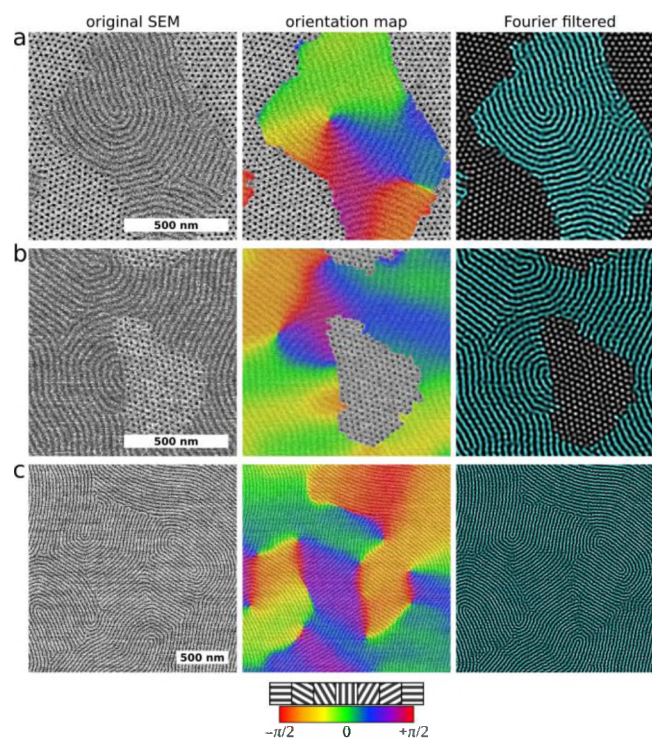 original SEM orientation map Fourier filtered
a
500 nm
b
500 nm
c
500 nm
−π/2 0 +π/2